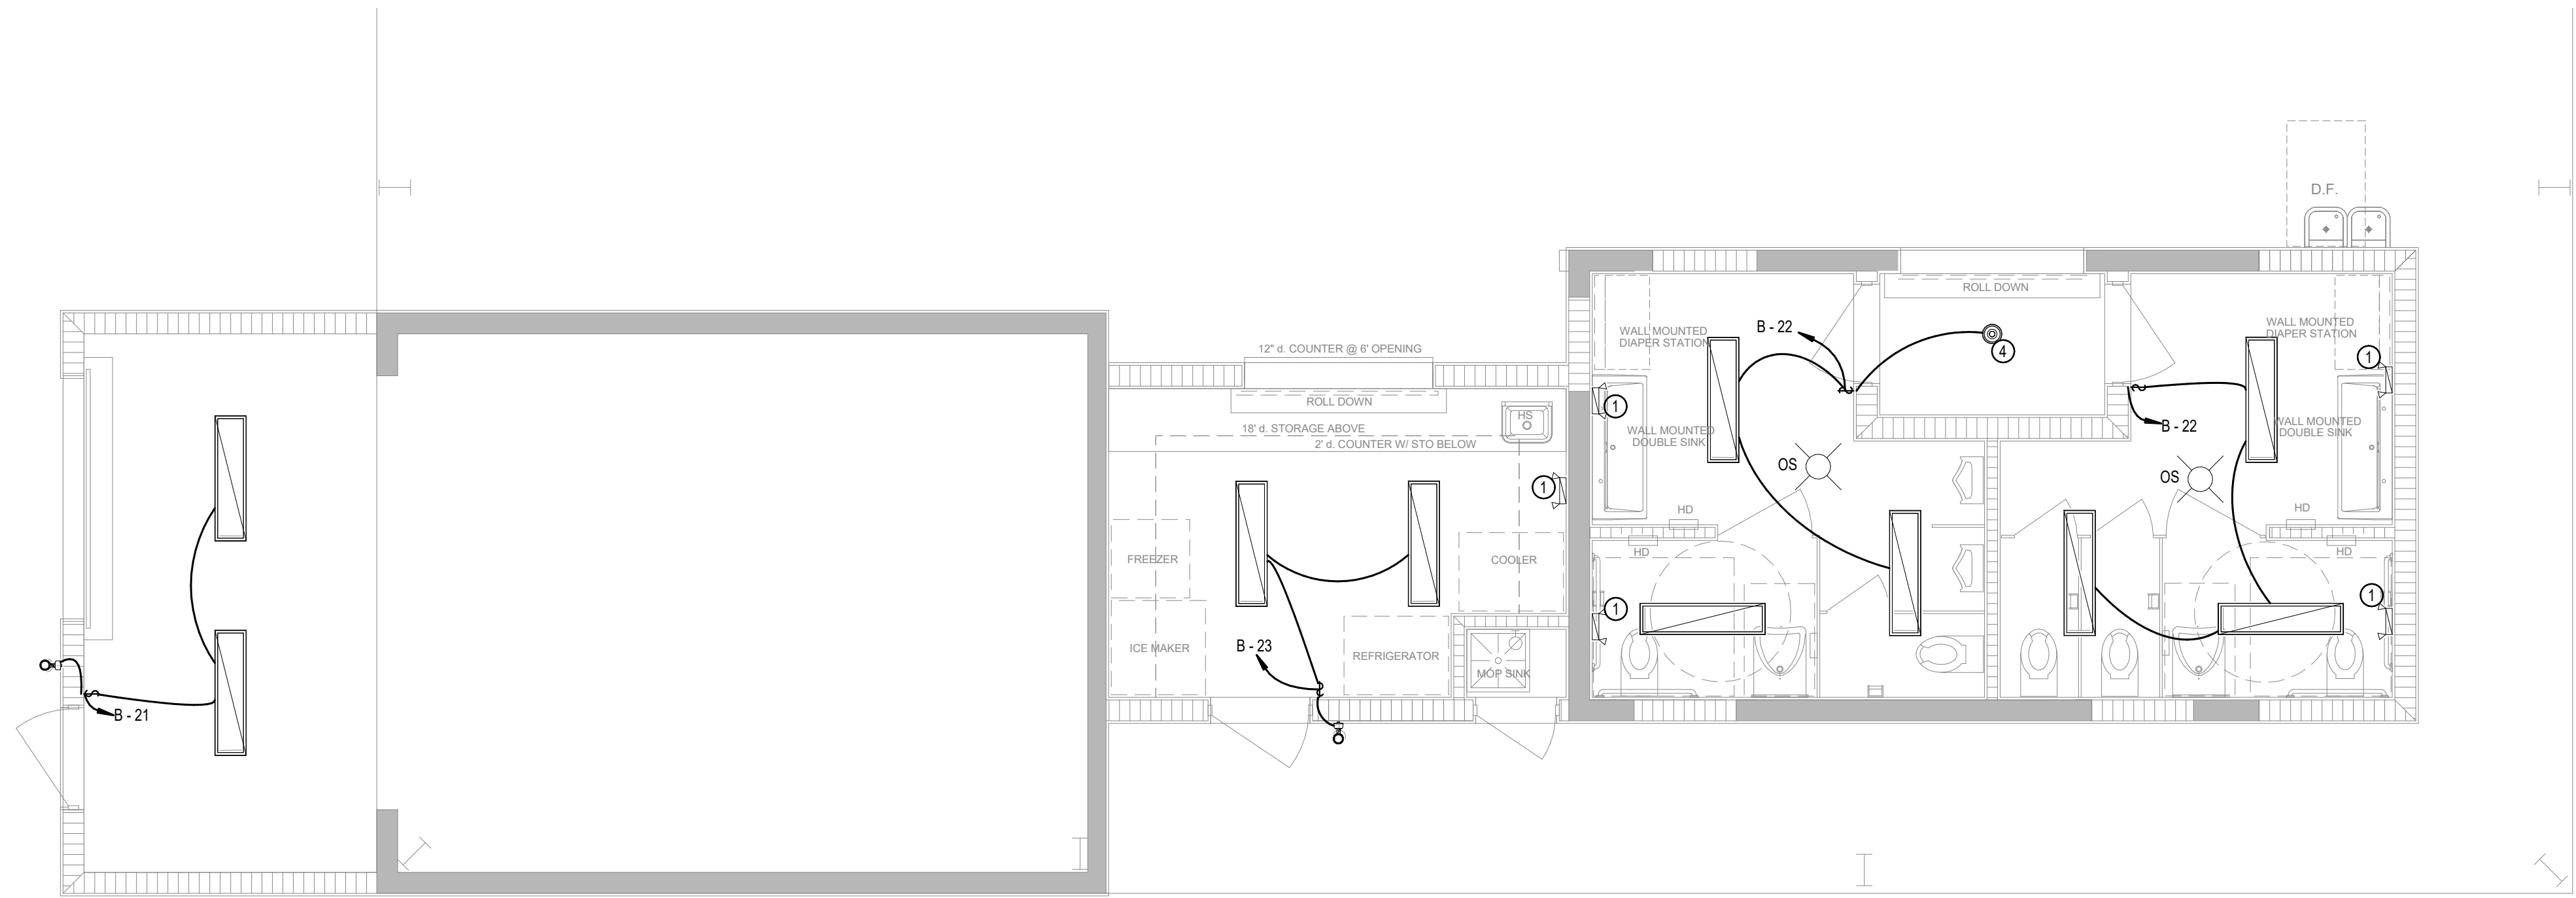 D.F.
ROLL DOWN
WALL MOUNTED
DIAPER STATION
B - 22
4
WALL MOUNTED
DIAPER STATION
1
12" d. COUNTER @ 6' OPENING
ROLL DOWN
HS
1
18' d. STORAGE ABOVE
2' d. COUNTER W/ STO BELOW
WALL MOUNTED
DOUBLE SINK
B - 22
WALL MOUNTED
DOUBLE SINK
OS
OS
1
HD
HD
HD
HD
FREEZER
COOLER
1
1
ICE MAKER
B - 23
REFRIGERATOR
MOP SINK
B - 21